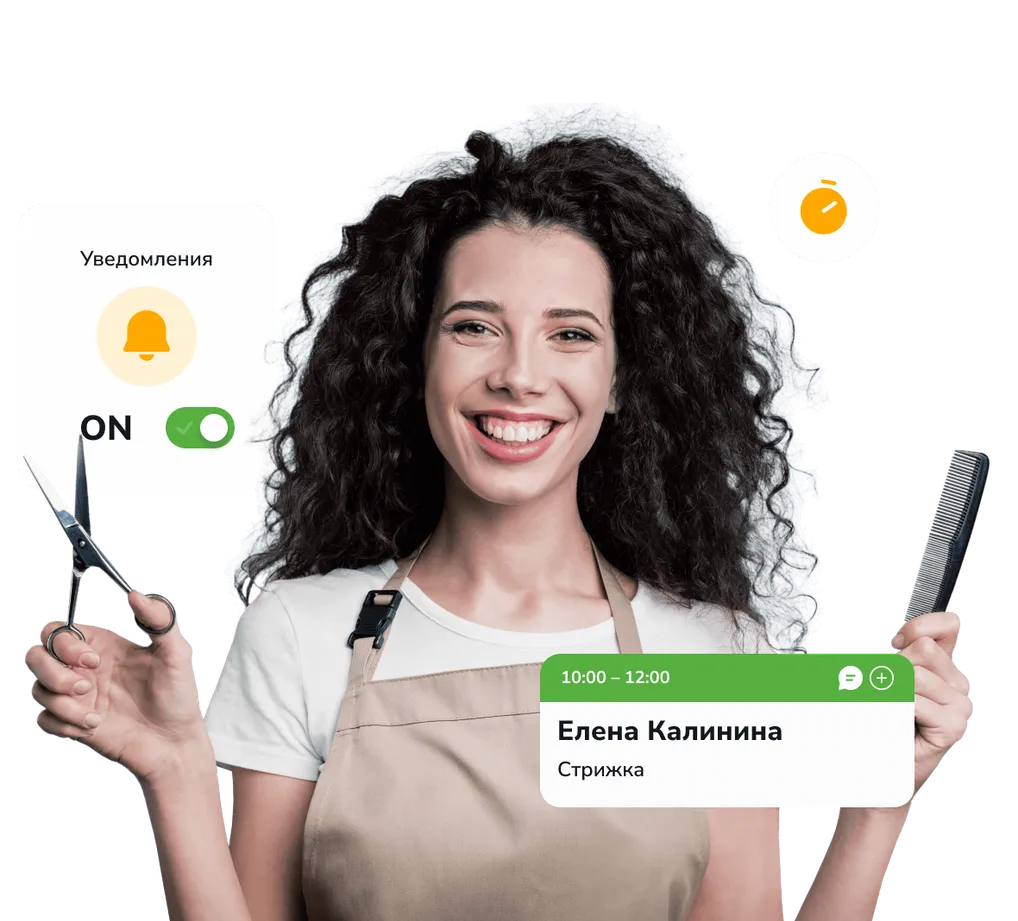 Уведомления
ON
10:00 – 12:00
Елена Калинина
Стрижка